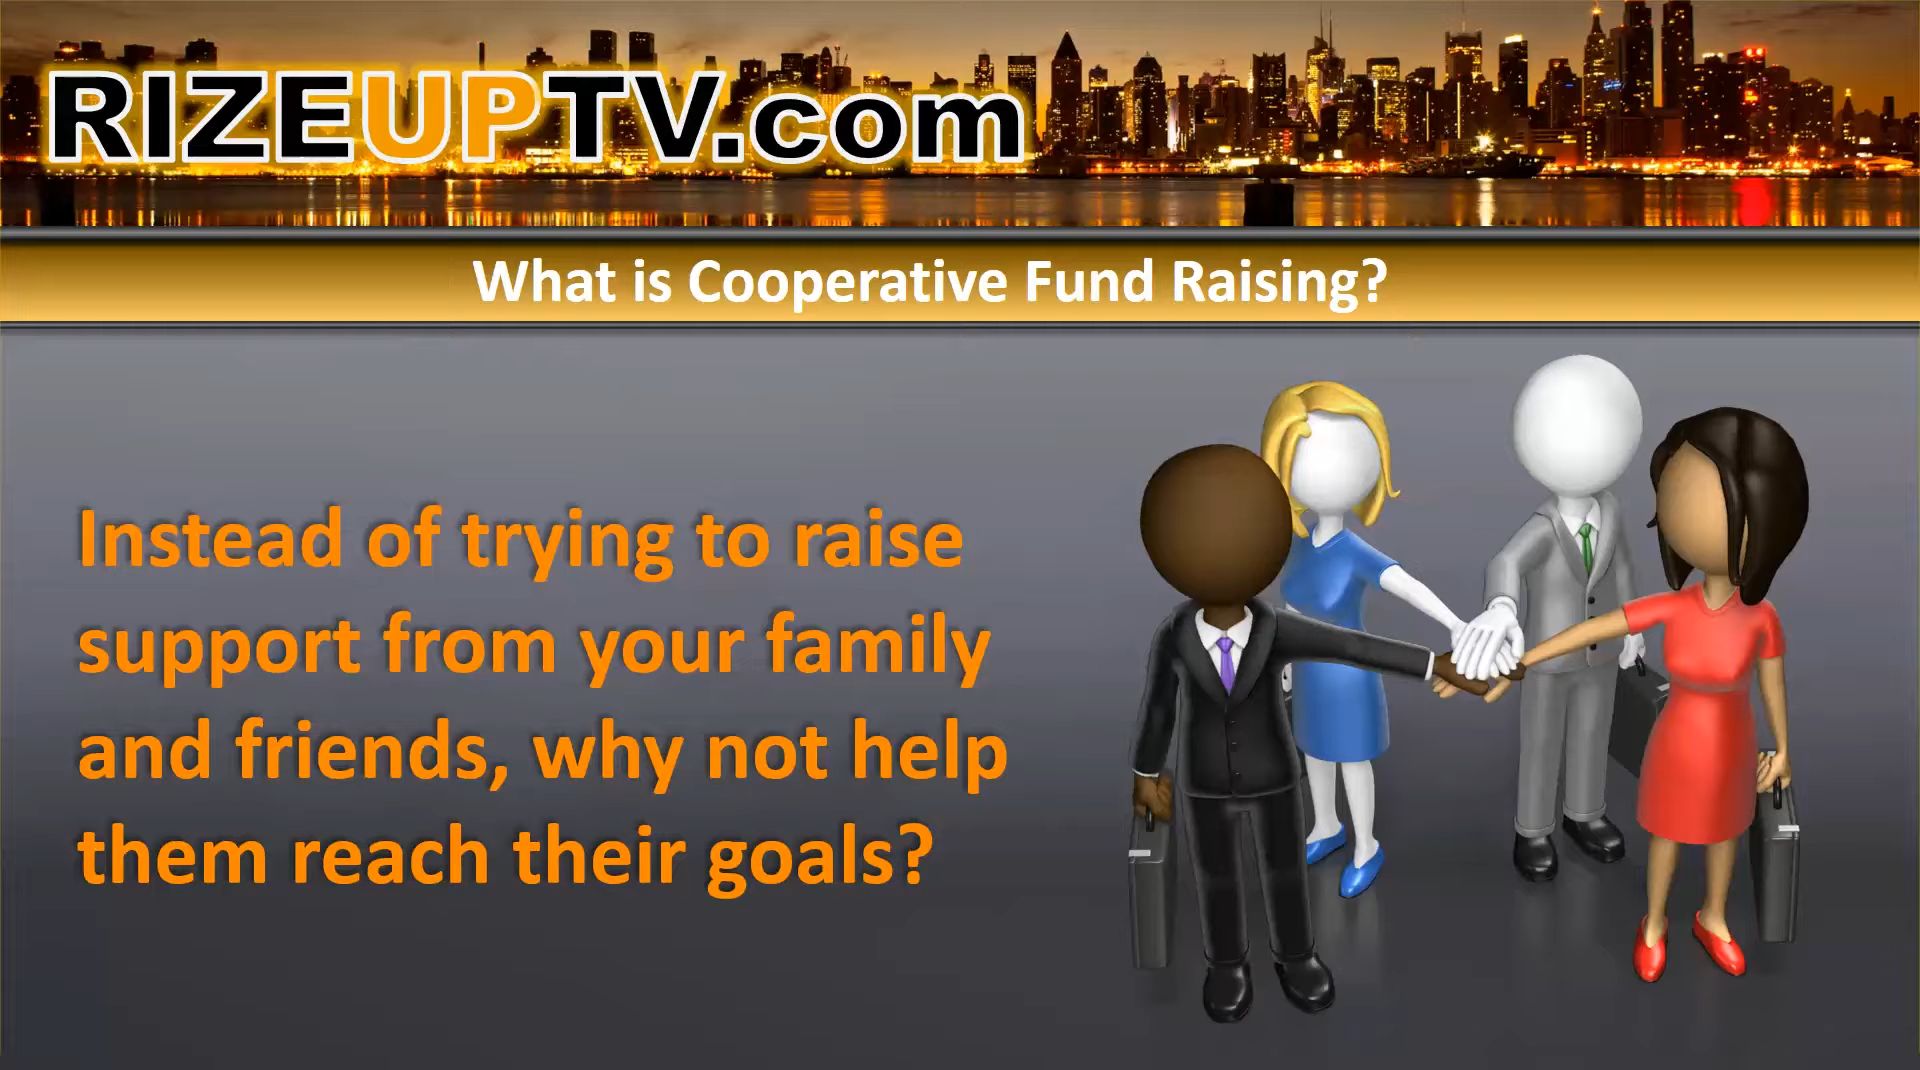 RIZEUPTV.com
What is Cooperative Fund Raising?
Instead of trying to raise
support from your family
and friends, why not help
them reach their goals?